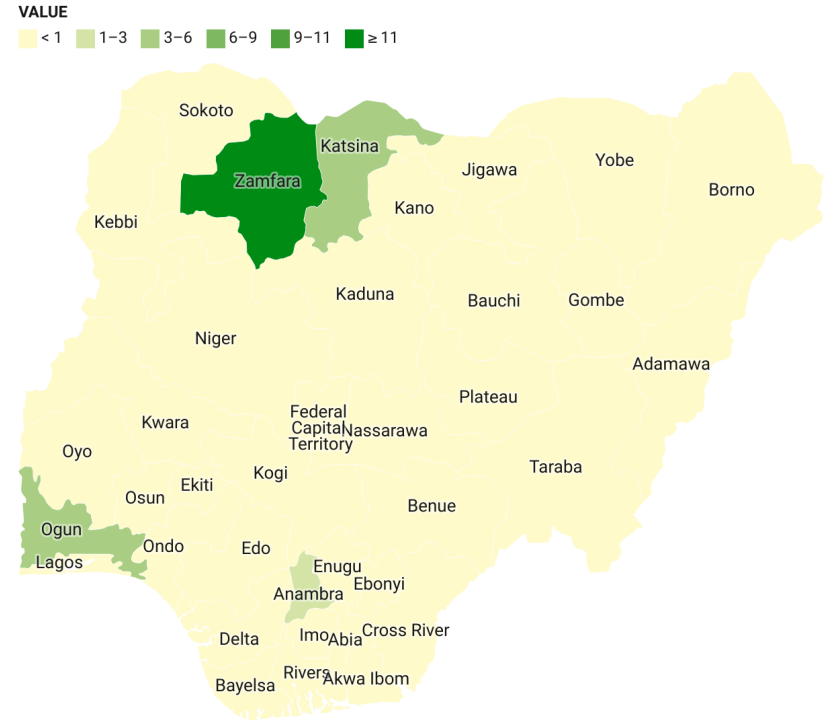 VALUE
< 1 1–3 3–6 6–9 9–11 ≥ 11
Sokoto
Katsina
Yobe
Jigawa
Zamfara
Borno
Kano
Kebbi
Kaduna
Bauchi
Gombe
Niger
Adamawa
Plateau
Federal
Capital
Territory
Nassarawa
Kwara
Oyo
Taraba
Kogi
Ekiti
Osun
Benue
Ogun
Ondo
Edo
Lagos
Enugu
Ebonyi
Anambra
Cross River
Imo
Abia
Delta
Rivers
Akwa Ibom
Bayelsa